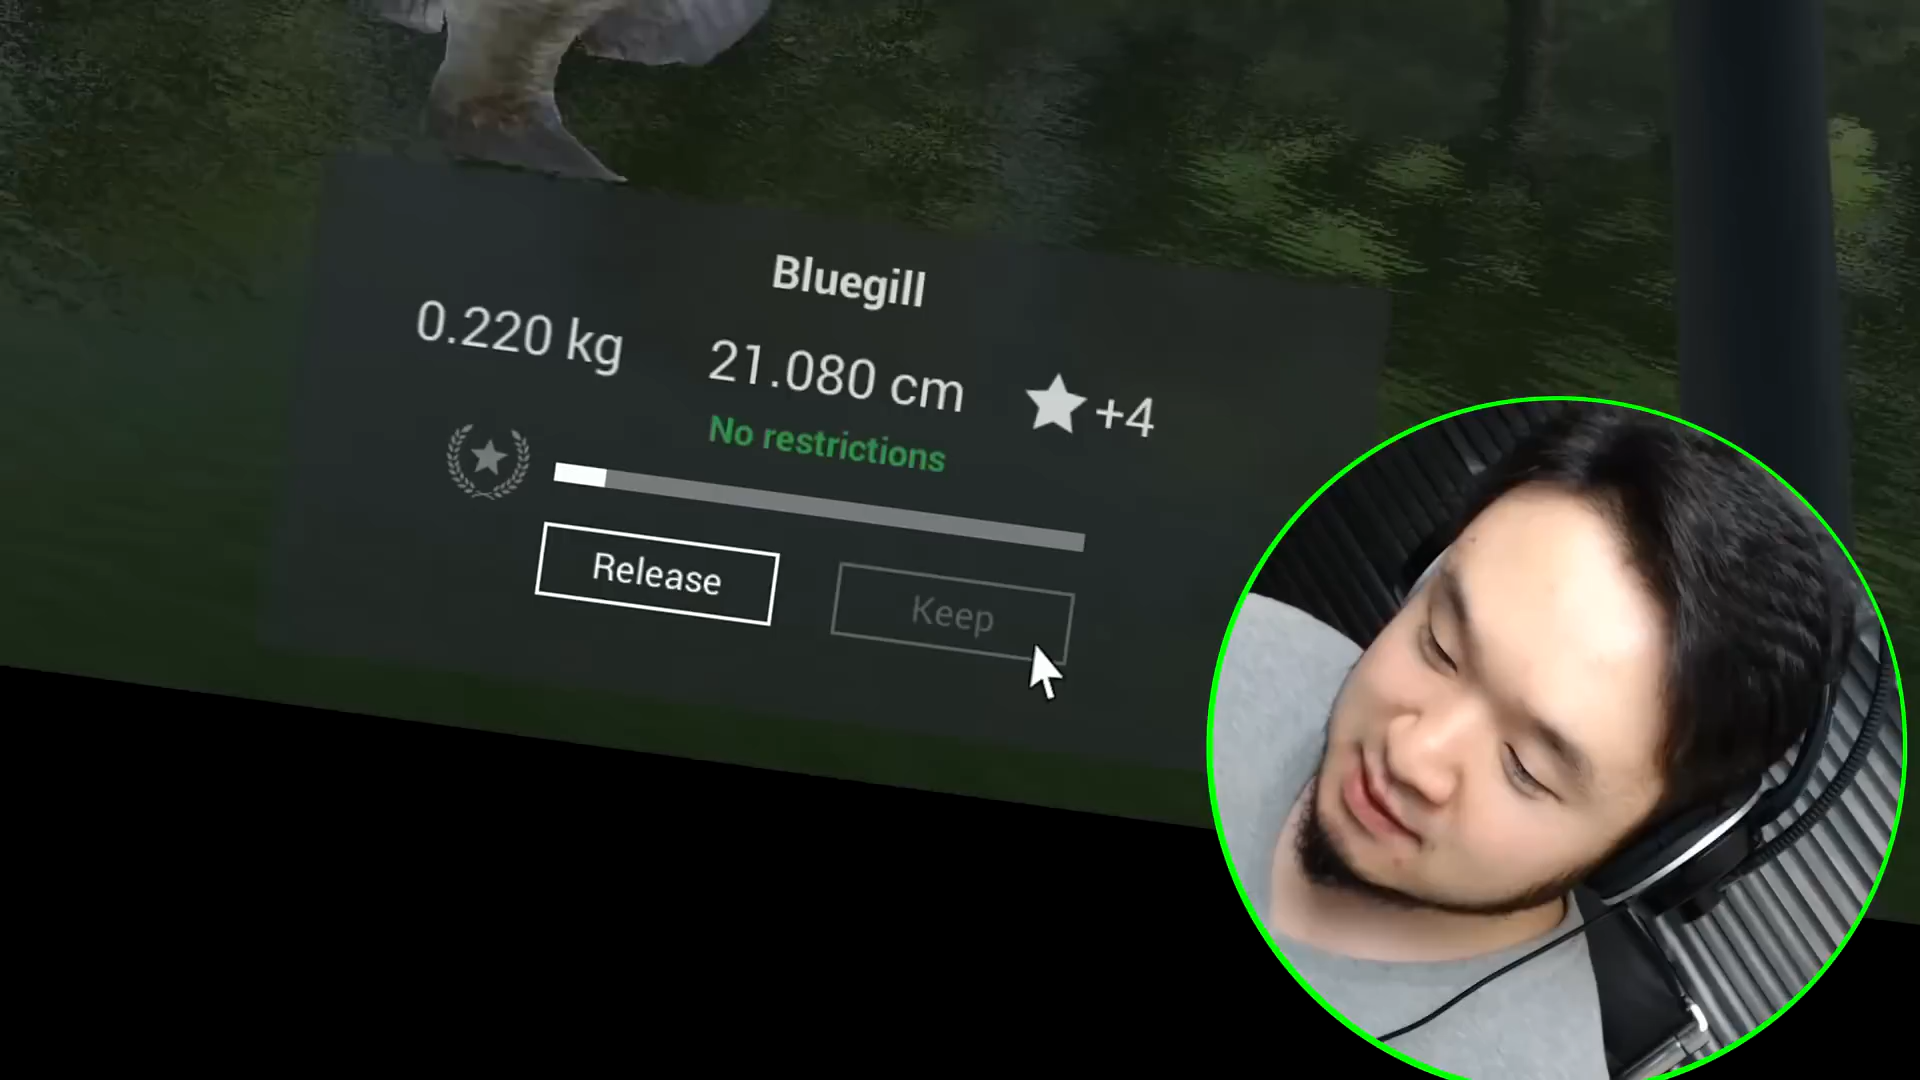 Bluegill
0.220 kg 21.080 cm +4
No restrictions
Release Keep